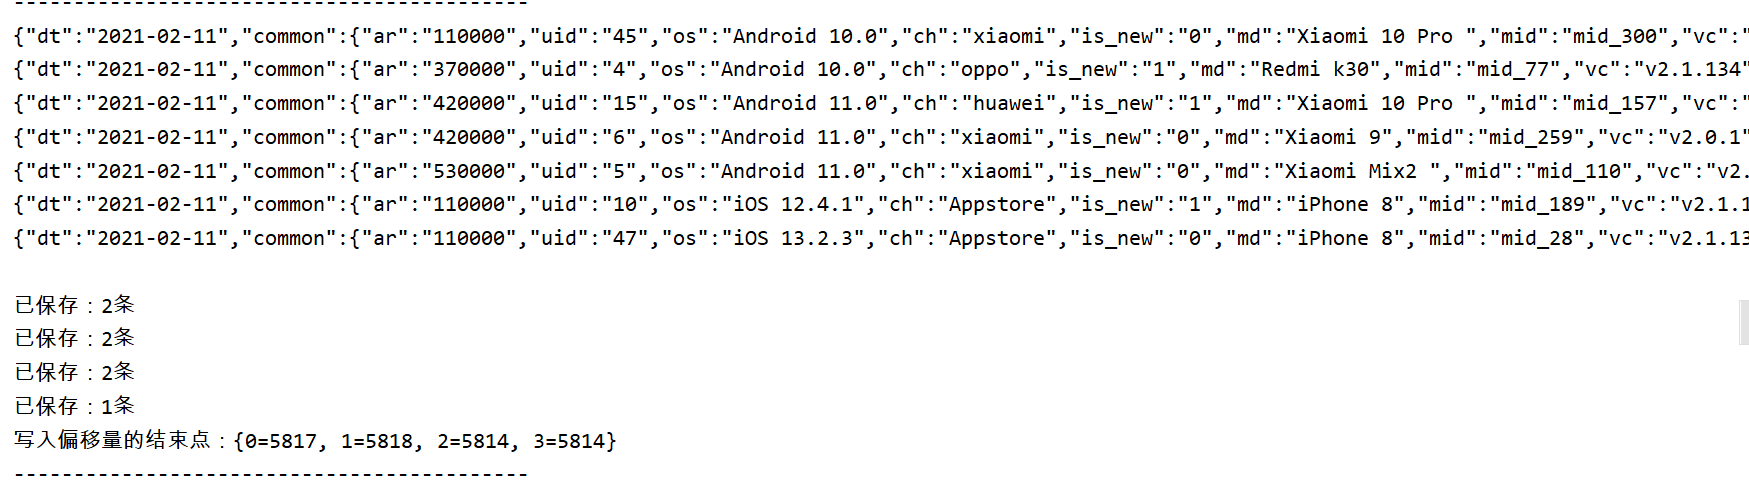 -------------------------------------------
{"dt":"2021-02-11","common":{"ar":"110000","uid":"45","os":"Android 10.0","ch":"xiaomi","is_new":"0","md":"Xiaomi 10 Pro ","mid":"mid_300","vc":"
{"dt":"2021-02-11","common":{"ar":"370000","uid":"4","os":"Android 10.0","ch":"oppo","is_new":"1","md":"Redmi k30","mid":"mid_77","vc":"v2.1.134"
{"dt":"2021-02-11","common":{"ar":"420000","uid":"15","os":"Android 11.0","ch":"huawei","is_new":"1","md":"Xiaomi 10 Pro ","mid":"mid_157","vc":"
{"dt":"2021-02-11","common":{"ar":"420000","uid":"6","os":"Android 11.0","ch":"xiaomi","is_new":"0","md":"Xiaomi 9","mid":"mid_259","vc":"v2.0.1"
{"dt":"2021-02-11","common":{"ar":"530000","uid":"5","os":"Android 11.0","ch":"xiaomi","is_new":"0","md":"Xiaomi Mix2 ","mid":"mid_110","vc":"v2.
{"dt":"2021-02-11","common":{"ar":"110000","uid":"10","os":"iOS 12.4.1","ch":"Appstore","is_new":"1","md":"iPhone 8","mid":"mid_189","vc":"v2.1.1
{"dt":"2021-02-11","common":{"ar":"110000","uid":"47","os":"iOS 13.2.3","ch":"Appstore","is_new":"0","md":"iPhone 8","mid":"mid_28","vc":"v2.1.13
已保存：2条
已保存：2条
已保存：2条
已保存：1条
写入偏移量的结束点：{0=5817, 1=5818, 2=5814, 3=5814}
-------------------------------------------